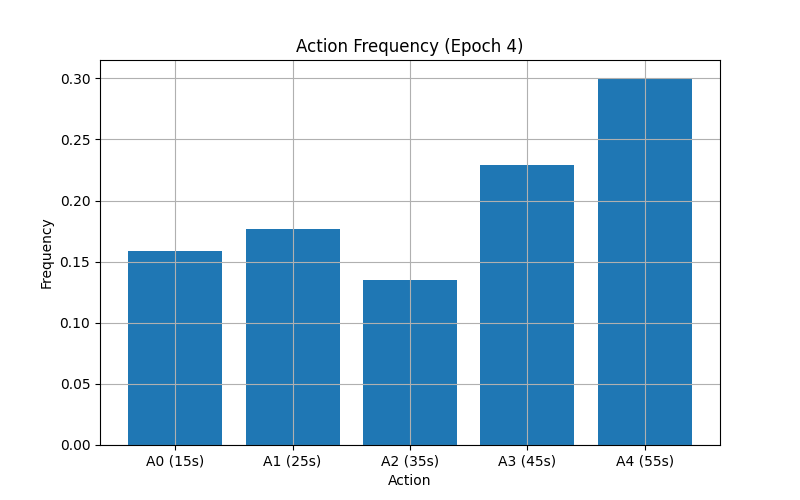 Action Frequency (Epoch 4)
0.30
0.25
0.20
0.15
0.10
0.05
0.00
Frequency
A0 (15s) A1 (25s) A2 (35s) A3 (45s) A4 (55s)
Action